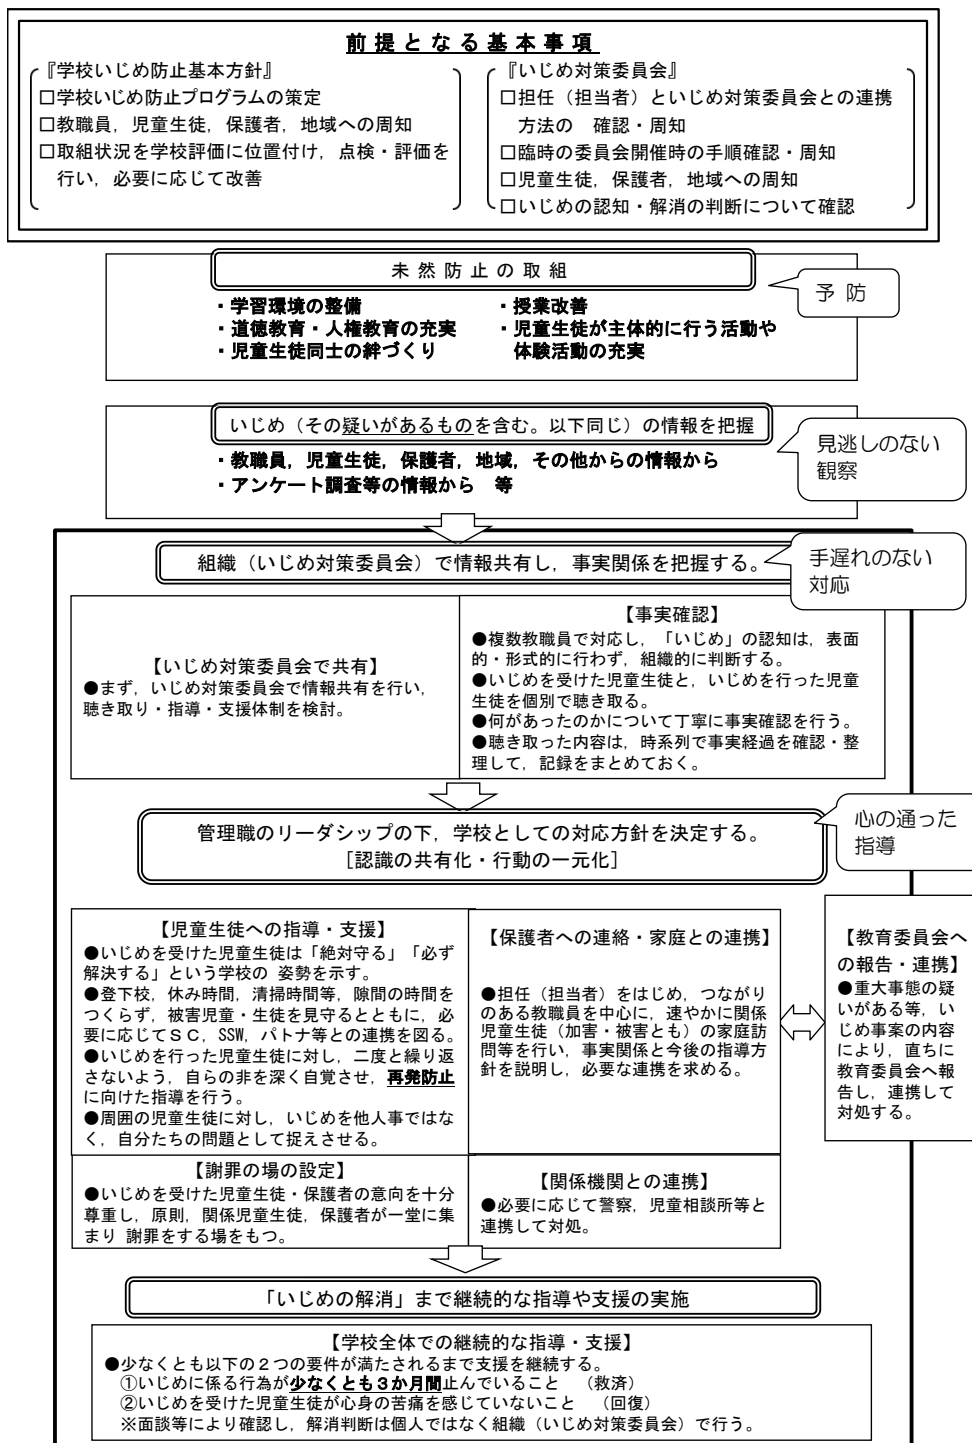 前提となる基本事項
『学校いじめ防止基本方針』
□学校いじめ防止プログラムの策定
□教職員，児童生徒，保護者，地域への周知
□取組状況を学校評価に位置付け，点検・評価を
行い，必要に応じて改善
『いじめ対策委員会』
□担任（担当者）といじめ対策委員会との連携
方法の　確認・周知
□臨時の委員会開催時の手順確認・周知
□児童生徒，保護者，地域への周知
□いじめの認知・解消の判断について確認
未然防止の取組
予防
・学習環境の整備
・道徳教育・人権教育の充実
・児童生徒同士の絆づくり
・授業改善
・児童生徒が主体的に行う活動や
体験活動の充実
いじめ（その疑いがあるものを含む。以下同じ）の情報を把握
見逃しのない
観察
・教職員，児童生徒，保護者，地域，その他からの情報から
・アンケート調査等の情報から　等
組織（いじめ対策委員会）で情報共有し，事実関係を把握する。
手遅れのない
対応
【いじめ対策委員会で共有】
●まず，いじめ対策委員会で情報共有を行い，
聴き取り・指導・支援体制を検討。
【事実確認】
●複数教職員で対応し，「いじめ」の認知は，表面
的・形式的に行わず，組織的に判断する。
●いじめを受けた児童生徒と，いじめを行った児童
生徒を個別で聴き取る。
●何があったのかについて丁寧に事実確認を行う。
●聴き取った内容は，時系列で事実経過を確認・整
理して，記録をまとめておく。
管理職のリーダシップの下，学校としての対応方針を決定する。
［認識の共有化・行動の一元化］
心の通った
指導
【児童生徒への指導・支援】
●いじめを受けた児童生徒は「絶対守る」「必ず
解決する」という学校の 姿勢を示す。
●登下校，休み時間，清掃時間等，隙間の時間を
つくらず，被害児童・生徒を見守るとともに，必
要に応じてＳＣ，SSW，パトナ等との連携を図る。
●いじめを行った児童生徒に対し，二度と繰り返
さないよう，自らの非を深く自覚させ，再発防止
に向けた指導を行う。
●周囲の児童生徒に対し，いじめを他人事ではな
く，自分たちの問題として捉えさせる。
【保護者への連絡・家庭との連携】
●担任（担当者）をはじめ，つながり
のある教職員を中心に，速やかに関係
児童生徒（加害・被害とも）の家庭訪
問等を行い，事実関係と今後の指導方
針を説明し，必要な連携を求める。
【教育委員会へ
の報告・連携】
●重大事態の疑
いがある等，い
じめ事案の内容
により，直ちに
教育委員会へ報
告し，連携して
対処する。
【謝罪の場の設定】
●いじめを受けた児童生徒・保護者の意向を十分
尊重し，原則，関係児童生徒，保護者が一堂に集
まり 謝罪をする場をもつ。
【関係機関との連携】
●必要に応じて警察，児童相談所等と
連携して対処。
「いじめの解消」まで継続的な指導や支援の実施
【学校全体での継続的な指導・支援】
●少なくとも以下の２つの要件が満たされるまで支援を継続する。
①いじめに係る行為が少なくとも３か月間止んでいること　（救済）
②いじめを受けた児童生徒が心身の苦痛を感じていないこと　（回復）
※面談等により確認し，解消判断は個人ではなく組織（いじめ対策委員会）で行う。